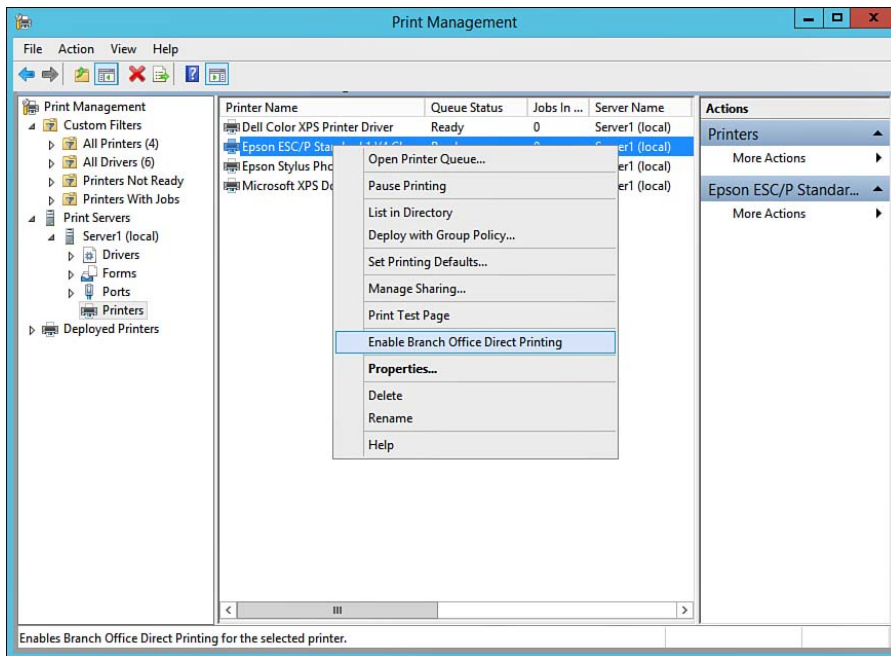 Print Management
File Action View Help
Print Management
Custom Filters
All Printers (4)
All Drivers (6)
Printers Not Ready
Printers With Jobs
Print Servers
Server1 (local)
Drivers
Forms
Ports
Printers
Deployed Printers
Printer Name Queue Status Jobs In ... Server Name
Dell Color XPS Printer Driver Ready 0 Server1 (local)
Epson ESC/P er1 (local)
Epson Stylus er1 (local)
Microsoft XPS er1 (local)
Open Printer Queue...
Pause Printing
List in Directory
Deploy with Group Policy...
Set Printing Defaults...
Manage Sharing...
Print Test Page
Enable Branch Office Direct Printing
Properties...
Delete
Rename
Help
Actions
Printers
More Actions
Epson ESC/P Standar...
More Actions
Enables Branch Office Direct Printing for the selected printer.